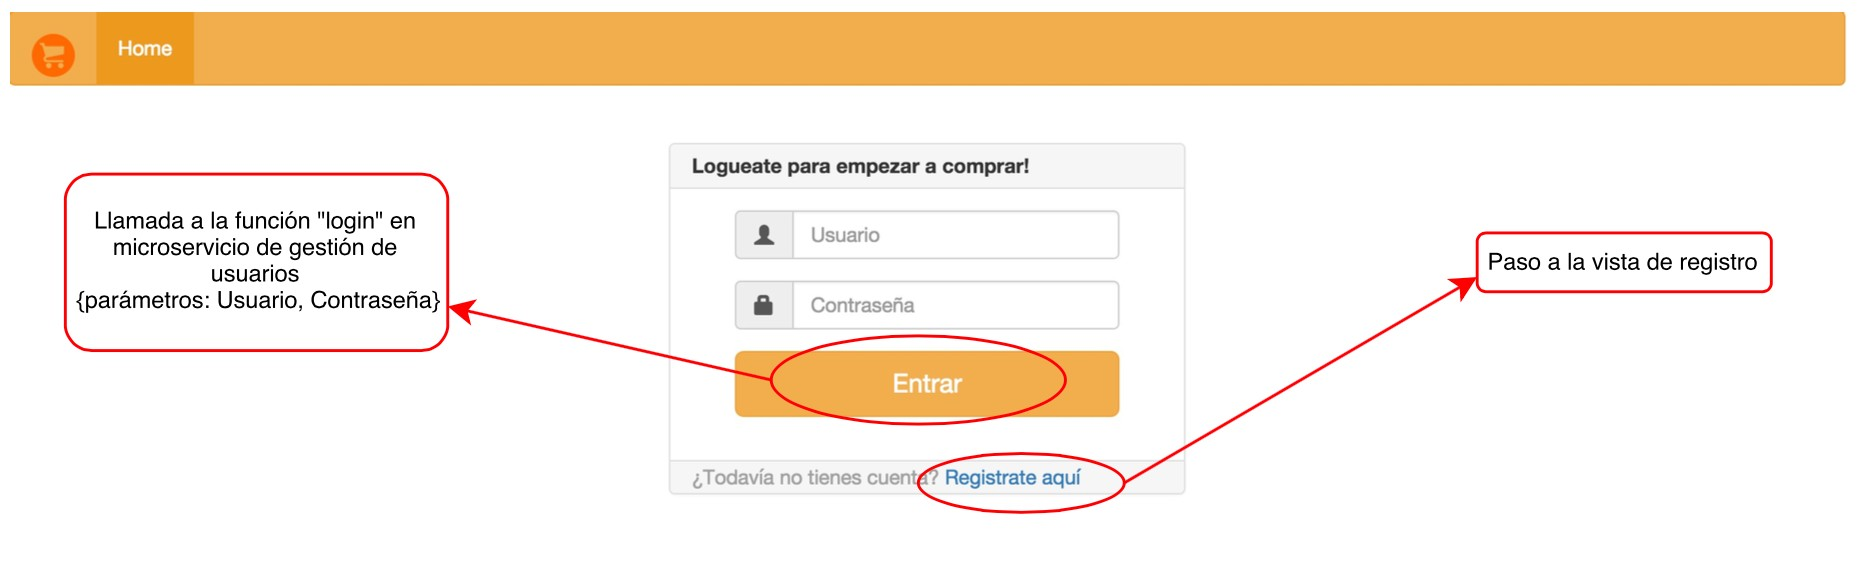 Home
Logueate para empezar a comprar!
Llamada a la función "login" en
microservicio de gestión de
usuarios
{parámetros: Usuario, Contraseña}
Usuario
Contraseña
Entrar
¿Todavía no tienes cuenta? Registrate aquí
Paso a la vista de registro